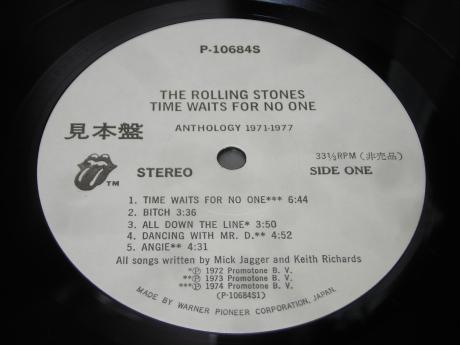 P-10684S
THE ROLLING STONES
TIME WAITS FOR NO ONE
見本盤
ANTHOLOGY 1971-1977
TM
STEREO
33⅓RPM (非売品)
SIDE ONE
1. TIME WAITS FOR NO ONE*** 6:44
2. BITCH 3:36
3. ALL DOWN THE LINE* 3:50
4. DANCING WITH MR. D.** 4:52
5. ANGIE** 4:31
All songs written by Mick Jagger and Keith Richards
*Ⓟ 1972 Promotone B. V.
**Ⓟ 1973 Promotone B. V.
***Ⓟ 1974 Promotone B. V.
(P-10684S1)
MADE BY WARNER PIONEER CORPORATION, JAPAN.